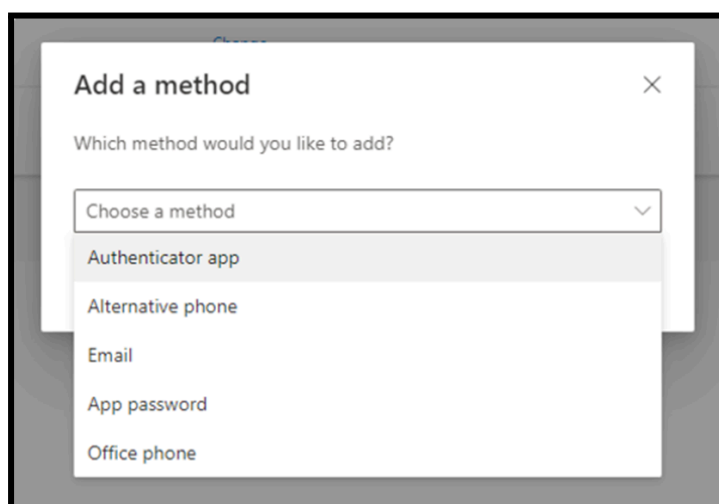 Change
Add a method
Which method would you like to add?
Choose a method
Authenticator app
Alternative phone
Email
App password
Office phone